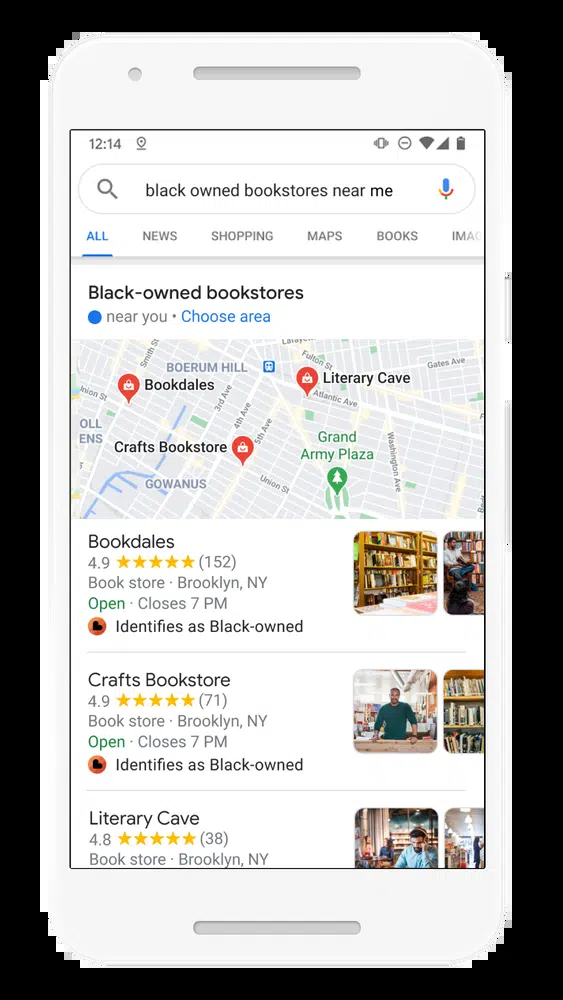 12:14
black owned bookstores near me
ALL NEWS SHOPPING MAPS BOOKS IMAG
Black-owned bookstores
near you • Choose area
Smith St
Lafayet
Fulton St
Gates Ave
BOERUM HILL
Bookdales
Literary Cave
Atlantic Ave
3rd Ave
4th Ave
5th Ave
OLL
ENS
Crafts Bookstore
Grand
Army Plaza
Washington Ave
GOWANUS
Union St
Bookdales
4.9 (152)
Book store · Brooklyn, NY
Open · Closes 7 PM
Identifies as Black-owned
Crafts Bookstore
4.9 (71)
Book store · Brooklyn, NY
Open · Closes 7 PM
Identifies as Black-owned
Literary Cave
4.8 (38)
Book store · Brooklyn, NY